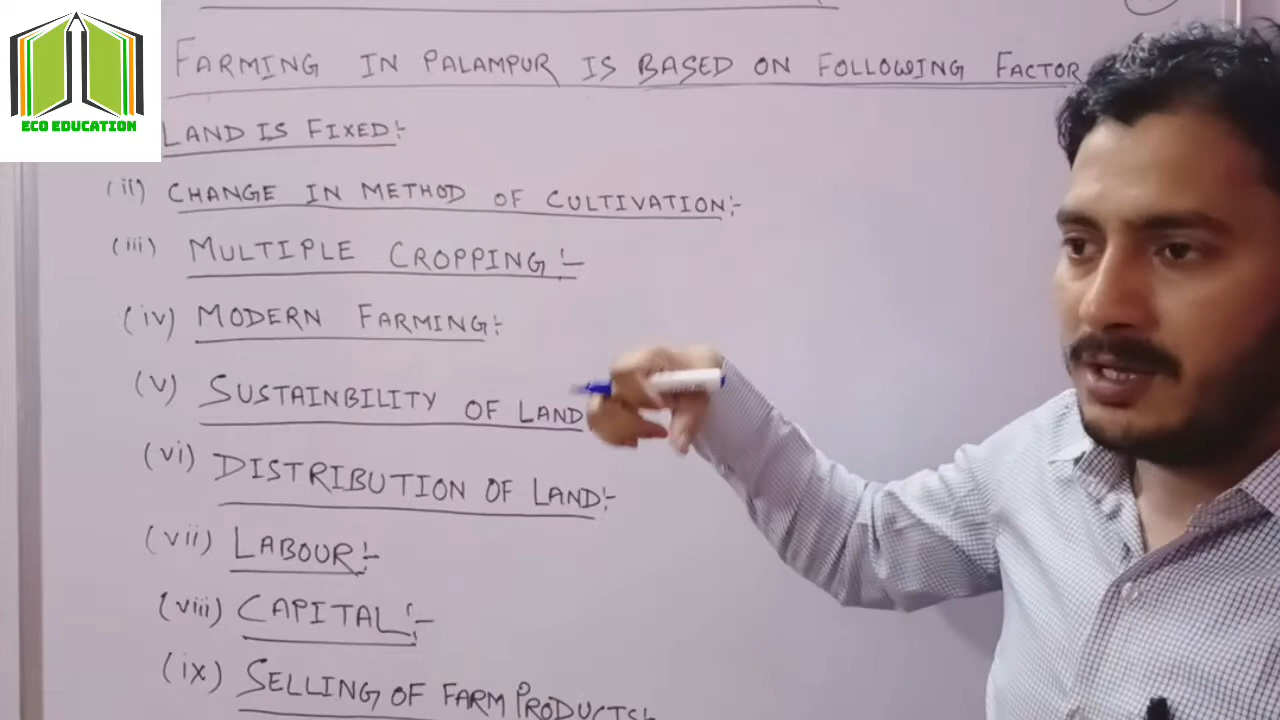 ECO EDUCATION
FARMING IN PALAMPUR IS BASED ON FOLLOWING FACTOR
LAND IS FIXED:-
(ii) CHANGE IN METHOD OF CULTIVATION:-
(iii) MULTIPLE CROPPING:-
(iv) MODERN FARMING:-
(v) SUSTAINBILITY OF LAND
(vi) DISTRIBUTION OF LAND:-
(vii) LABOUR:-
(viii) CAPITAL:-
(ix) SELLING OF FARM PRODUCTS:-